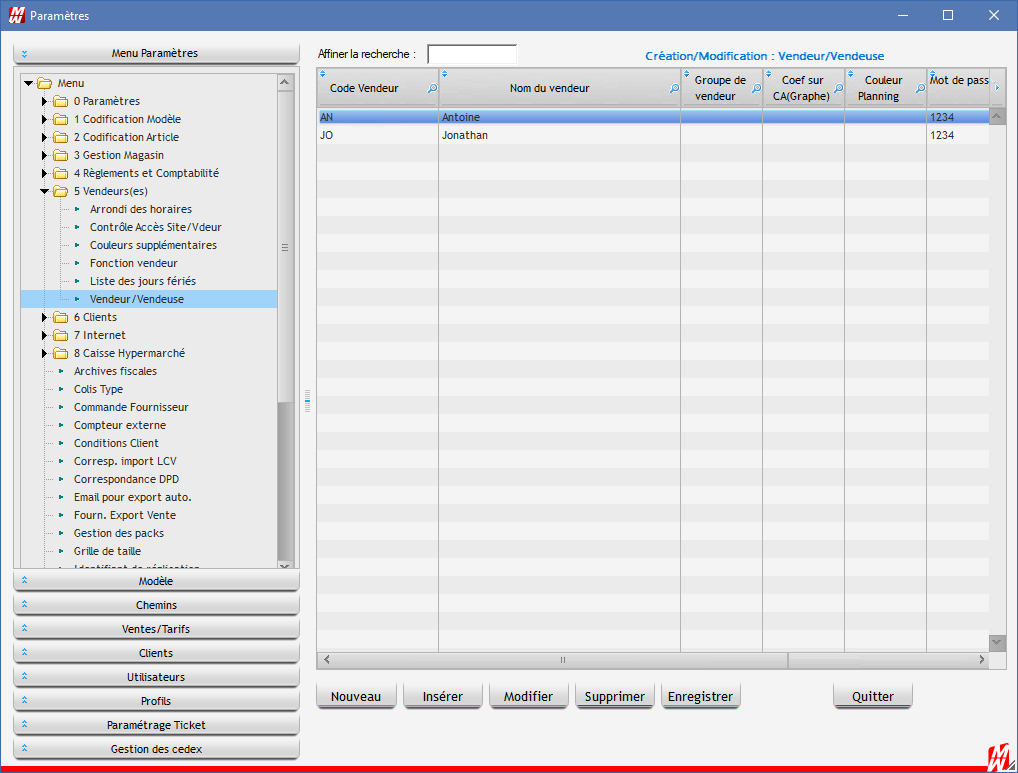 Paramètres
Menu Paramètres
Menu
0 Paramètres
1 Codification Modèle
2 Codification Article
3 Gestion Magasin
4 Règlements et Comptabilité
5 Vendeurs(es)
Arrondi des horaires
Contrôle Accès Site/Vdeur
Couleurs supplémentaires
Fonction vendeur
Liste des jours fériés
Vendeur/Vendeuse
6 Clients
7 Internet
8 Caisse Hypermarché
Archives fiscales
Colis Type
Commande Fournisseur
Compteur externe
Conditions Client
Corresp. import LCV
Correspondance DPD
Email pour export auto.
Fourn. Export Vente
Gestion des packs
Grille de taille
Modèle
Chemins
Ventes/Tarifs
Clients
Utilisateurs
Profils
Paramétrage Ticket
Gestion des cedex
Affiner la recherche :
Création/Modification : Vendeur/Vendeuse
Code Vendeur
Nom du vendeur
Groupe de
vendeur
Coef sur
CA(Graphe)
Couleur
Planning
Mot de pass
AN Antoine 1234
JO Jonathan 1234
Nouveau
Insérer
Modifier
Supprimer
Enregistrer
Quitter